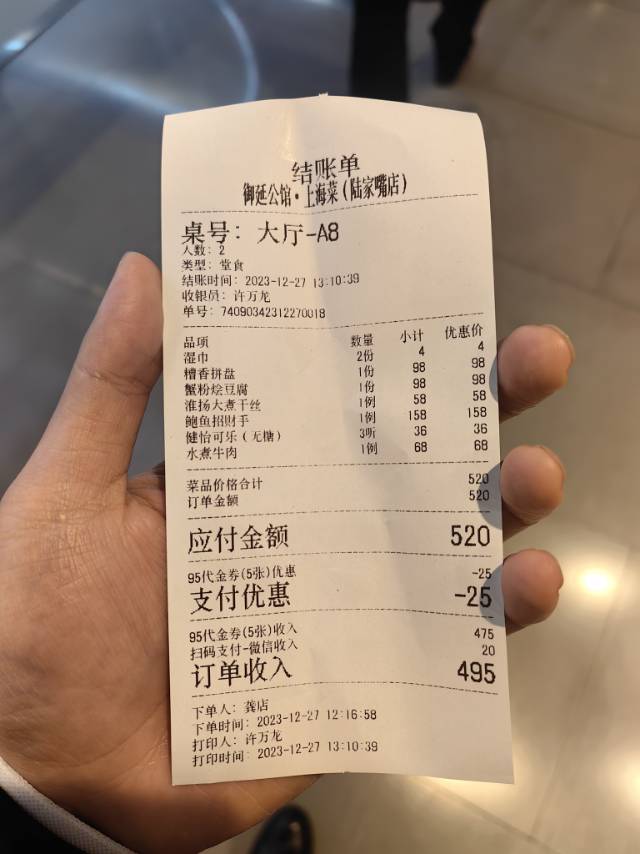 结账单
御延公馆·上海菜(陆家嘴店)
桌号: 大厅-A8
人数: 2
类型: 堂食
结账时间: 2023-12-27 13:10:39
收银员: 许万龙
单号: 74090342312270018
品项 数量 小计 优惠价
湿巾 2份 4 4
糟香拼盘 1份 98 98
蟹粉烩豆腐 1份 98 98
淮扬大煮干丝 1例 58 58
鲍鱼招财手 1例 158 158
健怡可乐(无糖) 3听 36 36
水煮牛肉 1例 68 68
菜品价格合计 520
订单金额 520
应付金额 520
95代金券(5张)优惠 -25
支付优惠 -25
95代金券(5张)收入 475
扫码支付-微信收入 20
订单收入 495
下单人: 龚店
下单时间: 2023-12-27 12:16:58
打印人: 许万龙
打印时间: 2023-12-27 13:10:39